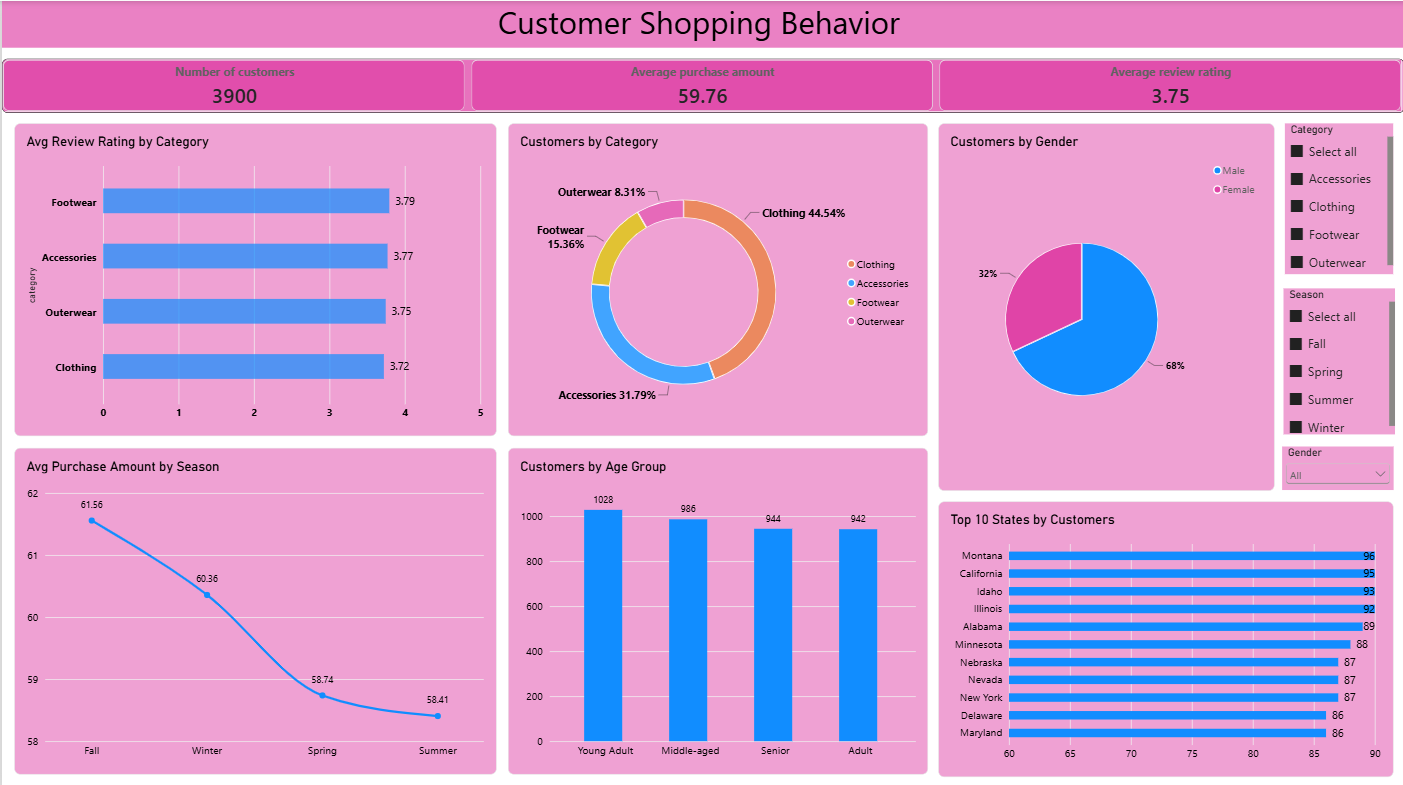 Customer Shopping Behavior
Number of customers
3900
Average purchase amount
59.76
Average review rating
3.75
Avg Review Rating by Category
category
Footwear
3.79
Accessories
3.77
Outerwear
3.75
Clothing
3.72
0 1 2 3 4 5
Customers by Category
Outerwear 8.31%
Clothing 44.54%
Footwear
15.36%
Accessories 31.79%
Clothing
Accessories
Footwear
Outerwear
Customers by Gender
Male
Female
32%
68%
Category
Select all
Accessories
Clothing
Footwear
Outerwear
Season
Select all
Fall
Spring
Summer
Winter
Gender
All
Avg Purchase Amount by Season
62
61
60
59
58
61.56
60.36
58.74
58.41
Fall Winter Spring Summer
Customers by Age Group
1000
800
600
400
200
0
1028
986
944
942
Young Adult Middle-aged Senior Adult
Top 10 States by Customers
Montana 96
California 95
Idaho 93
Illinois 92
Alabama 89
Minnesota 88
Nebraska 87
Nevada 87
New York 87
Delaware 86
Maryland 86
60 65 70 75 80 85 90